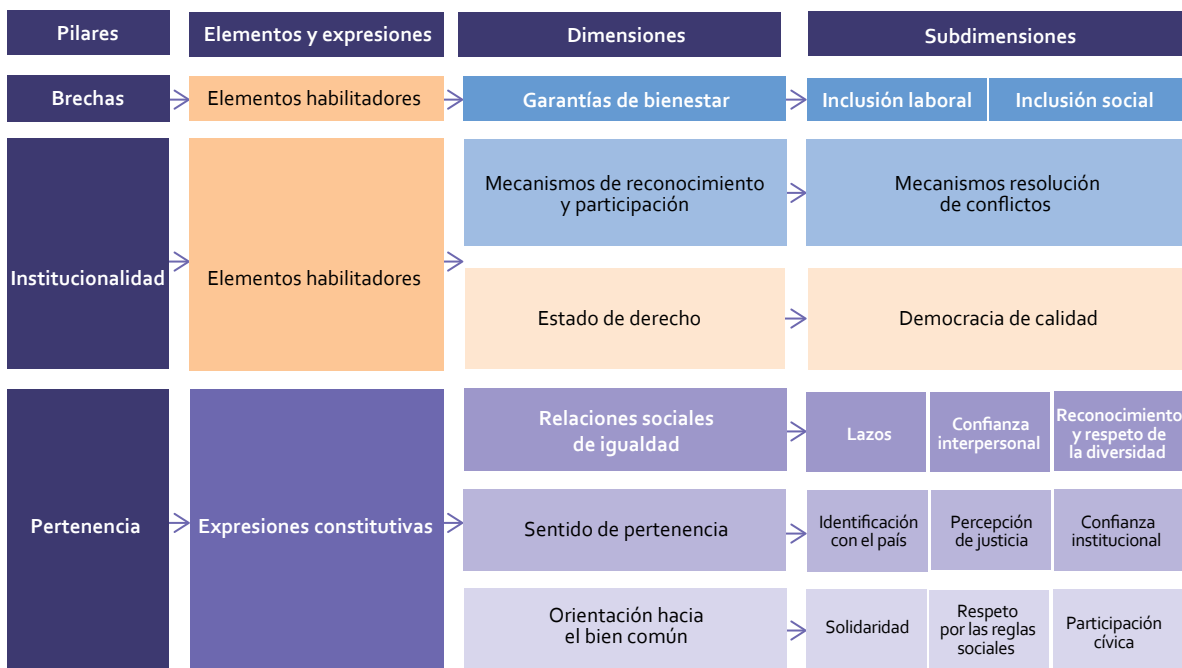 Pilares
Elementos y expresiones
Dimensiones
Subdimensiones
Brechas
Elementos habilitadores
Garantías de bienestar
Inclusión laboral
Inclusión social
Institucionalidad
Elementos habilitadores
Mecanismos de reconocimiento
y participación
Mecanismos resolución
de conflictos
Estado de derecho
Democracia de calidad
Pertenencia
Expresiones constitutivas
Relaciones sociales
de igualdad
Lazos
Confianza
interpersonal
Reconocimiento
y respeto de
la diversidad
Sentido de pertenencia
Identificación
con el país
Percepción
de justicia
Confianza
institucional
Orientación hacia
el bien común
Solidaridad
Respeto
por las reglas
sociales
Participación
cívica